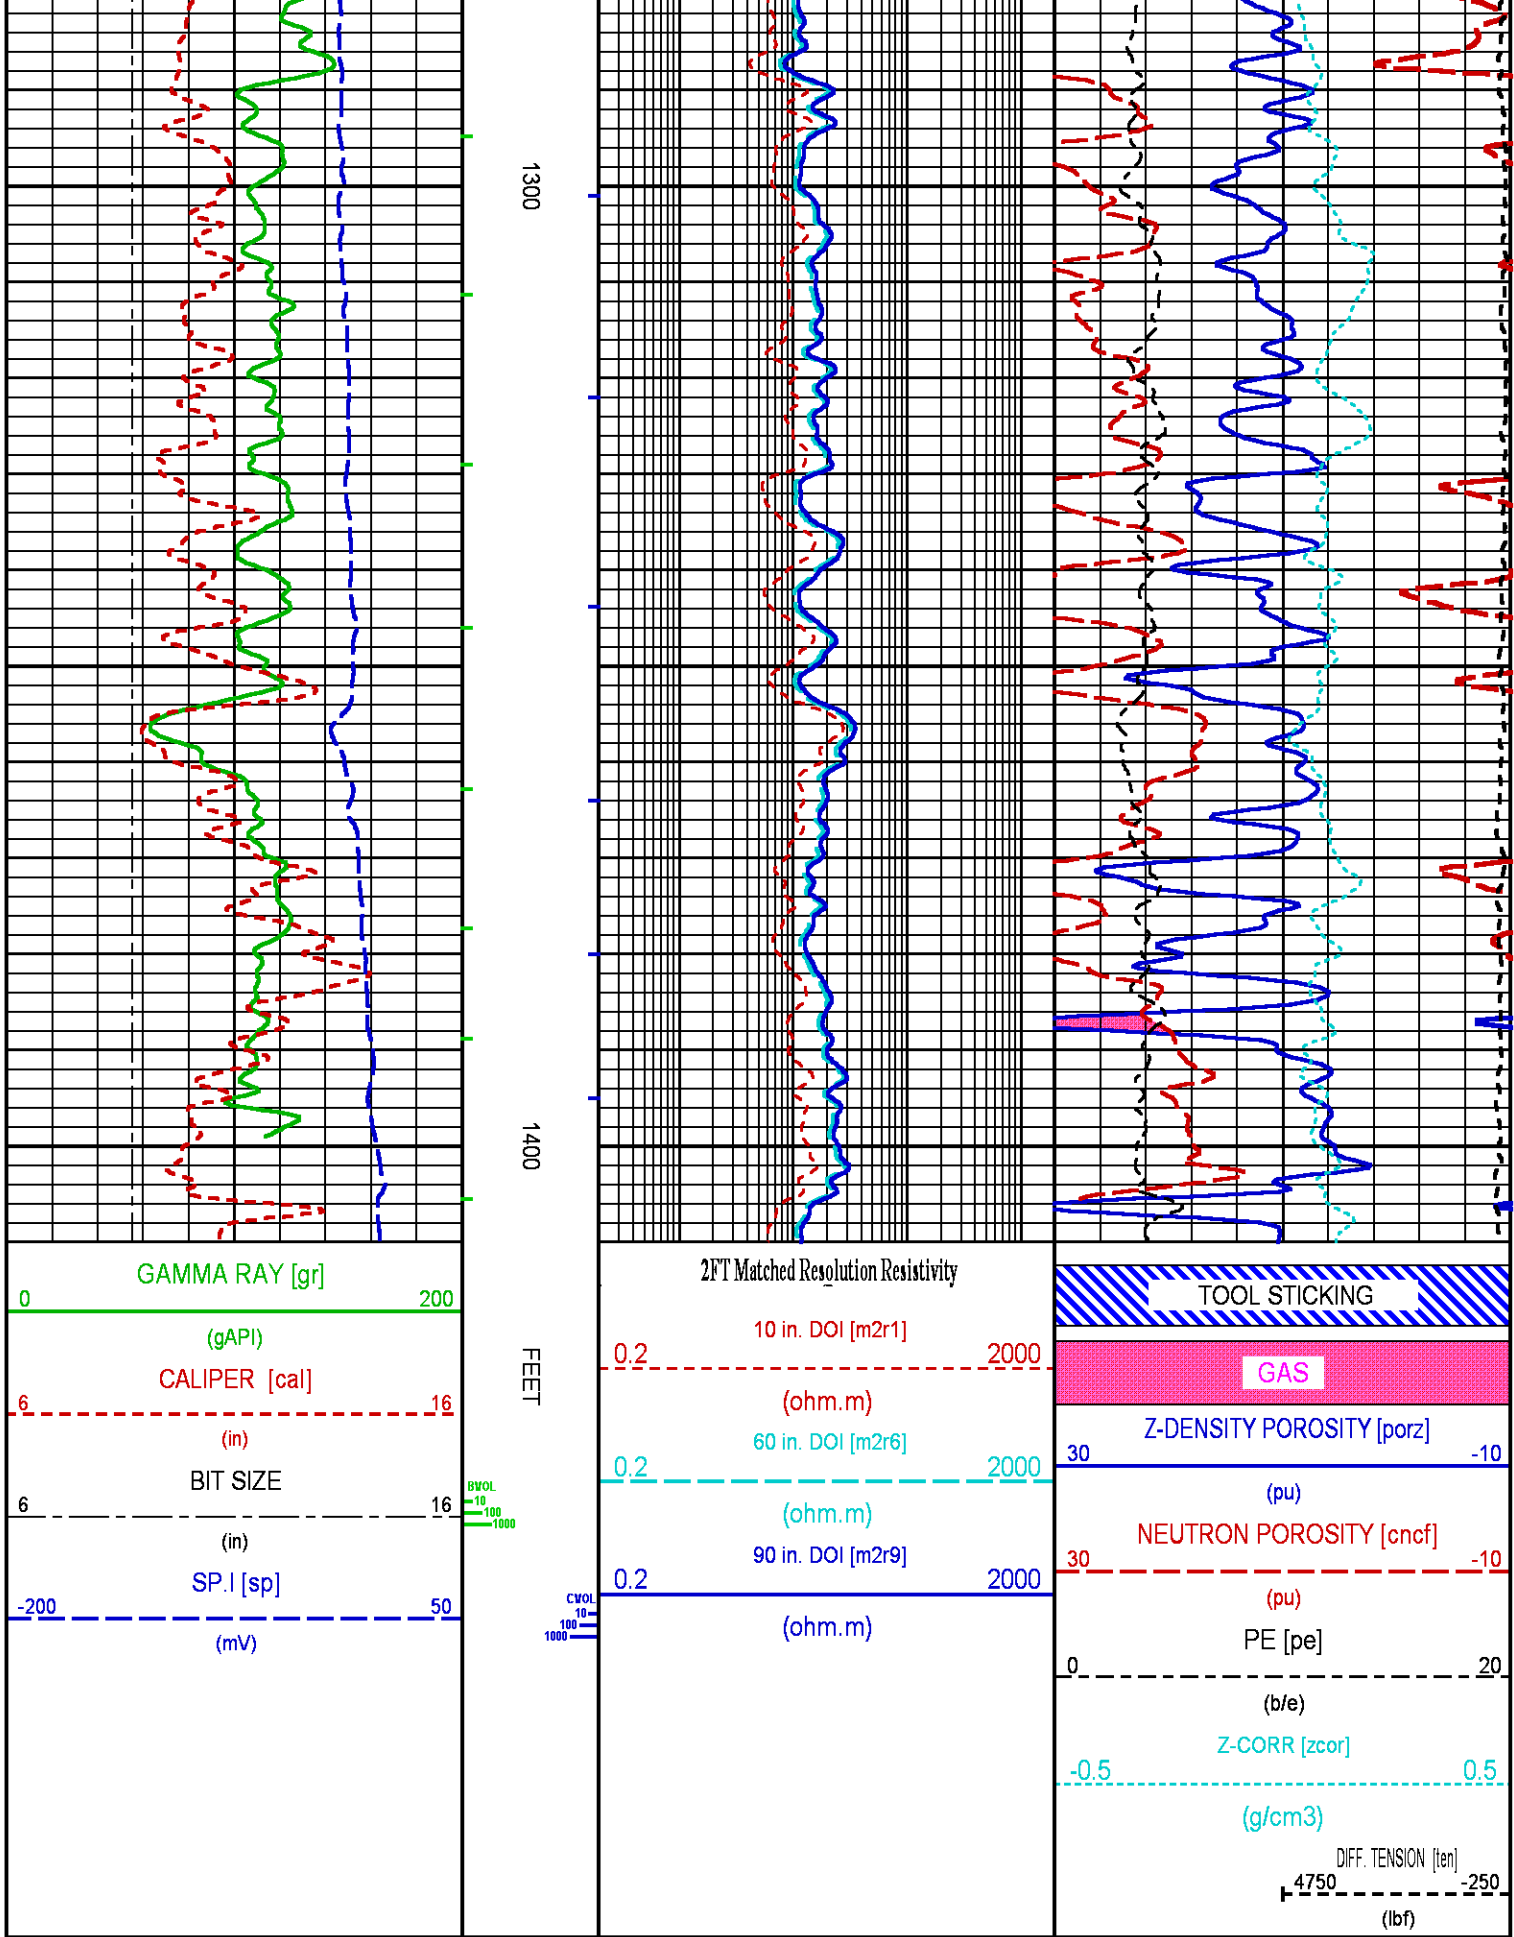 1300
1400
FEET
GAMMA RAY [gr]
0 200
(gAPI)
CALIPER [cal]
6 16
(in)
BIT SIZE
6 16
(in)
SP.I [sp]
-200 50
(mV)
BVOL
10
100
1000
CVOL
10
100
1000
2FT Matched Resolution Resistivity
10 in. DOI [m2r1]
0.2 2000
(ohm.m)
60 in. DOI [m2r6]
0.2 2000
(ohm.m)
90 in. DOI [m2r9]
0.2 2000
(ohm.m)
TOOL STICKING
GAS
Z-DENSITY POROSITY [porz]
30 -10
(pu)
NEUTRON POROSITY [cncf]
30 -10
(pu)
PE [pe]
0 20
(b/e)
Z-CORR [zcor]
-0.5 0.5
(g/cm3)
DIFF. TENSION [ten]
4750 -250
(lbf)